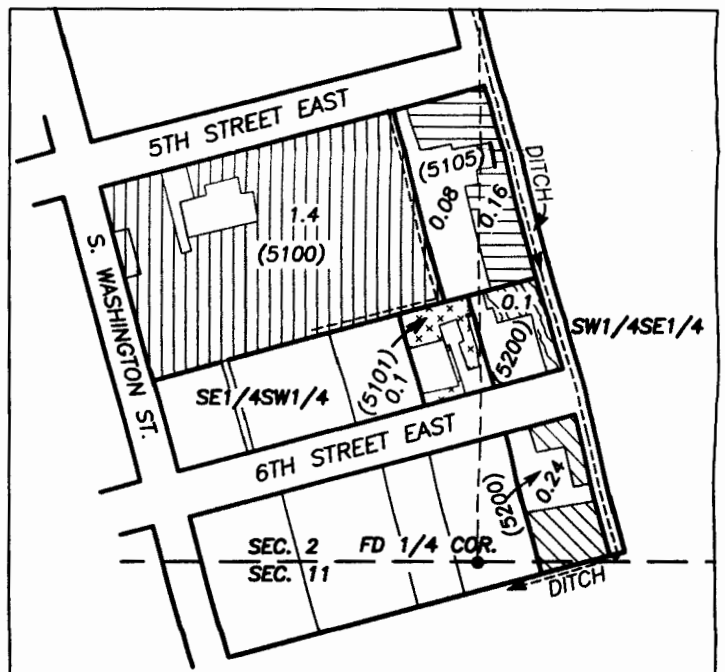 5TH STREET EAST
DITCH
(5105)
0.08
0.16
1.4
(5100)
S. WASHINGTON ST.
0.1
(5200)
SW1/4SE1/4
(5101)
0.1
SE1/4SW1/4
6TH STREET EAST
(5200)
0.24
SEC. 2 FD 1/4 COR.
SEC. 11
DITCH